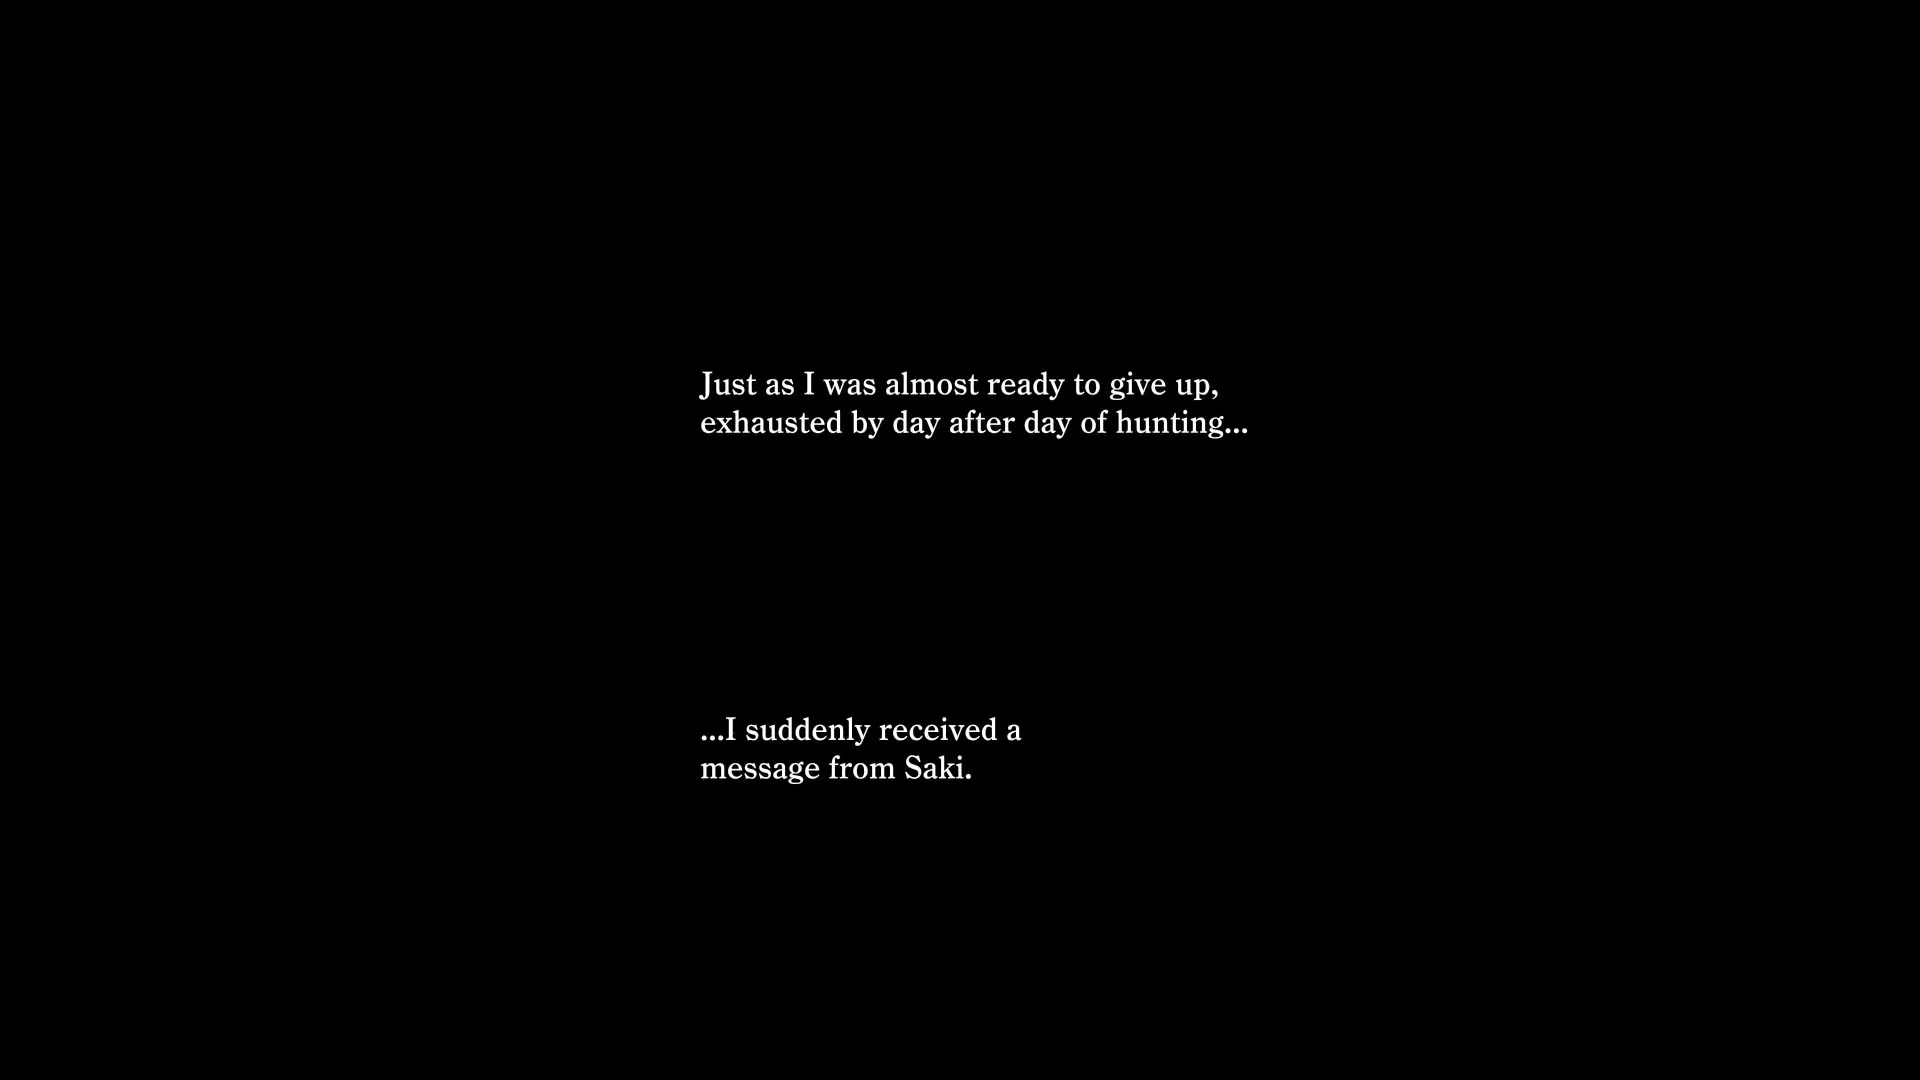 Just as I was almost ready to give up,
exhausted by day after day of hunting...
...I suddenly received a
message from Saki.